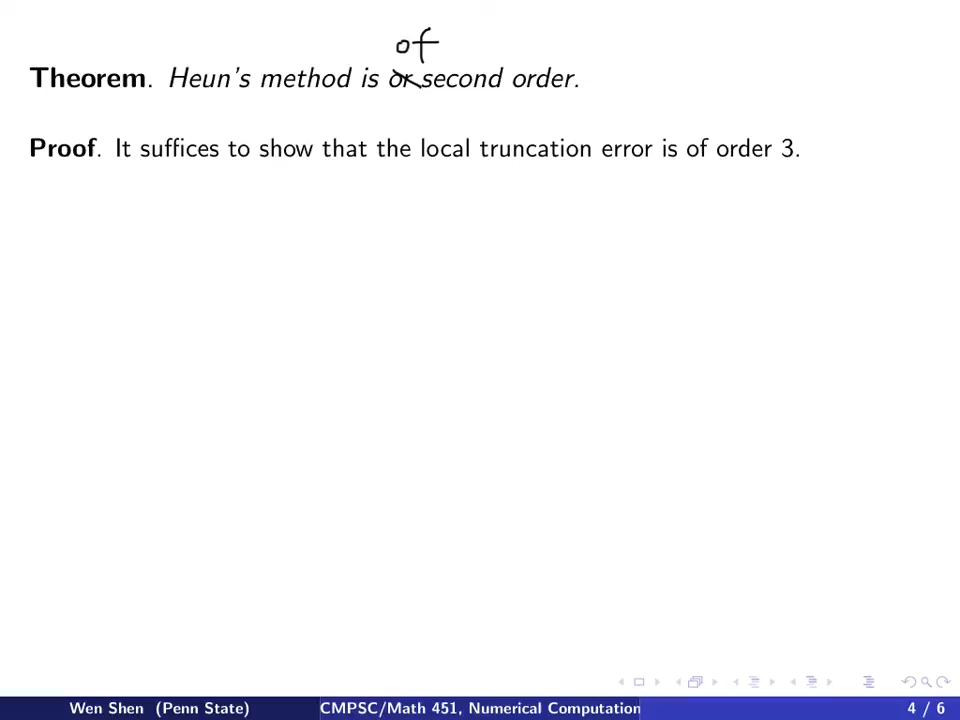 of
Theorem. Heun's method is or second order.
Proof. It suffices to show that the local truncation error is of order 3.
Wen Shen (Penn State) CMPSC/Math 451, Numerical Computation 4 / 6